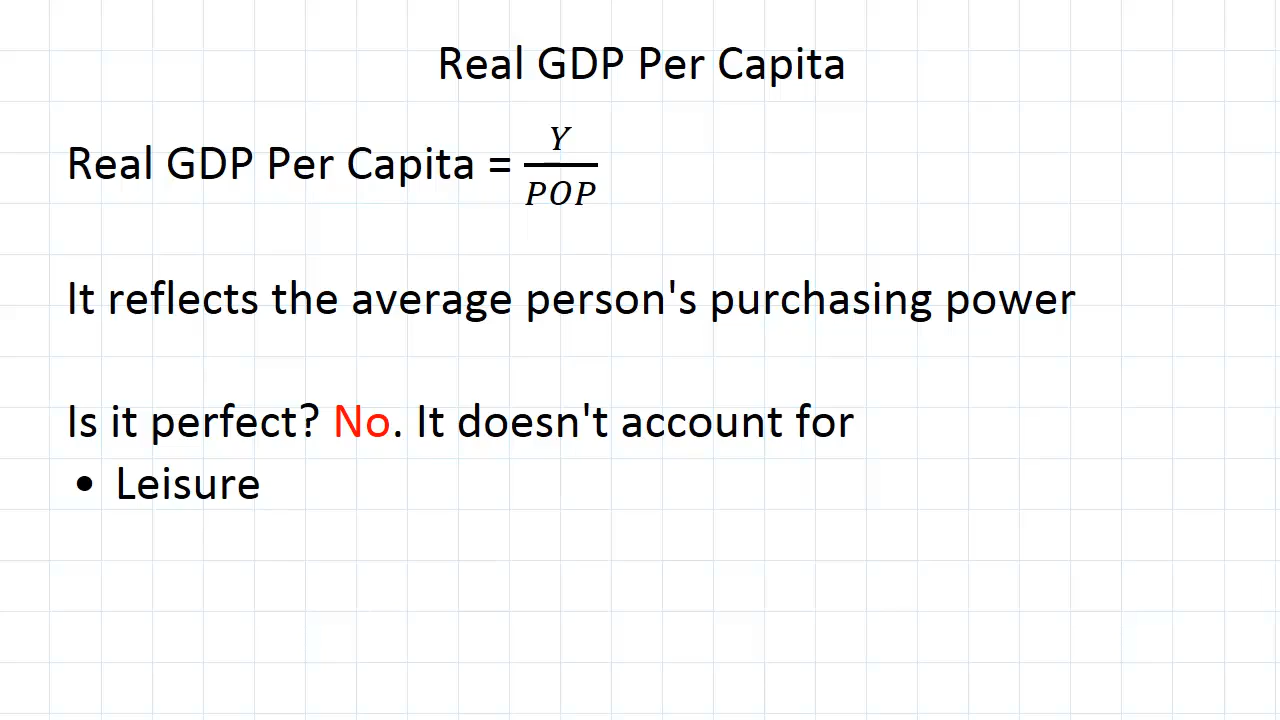 Real GDP Per Capita
Real GDP Per Capita = Y/POP
It reflects the average person's purchasing power
Is it perfect? No. It doesn't account for
• Leisure